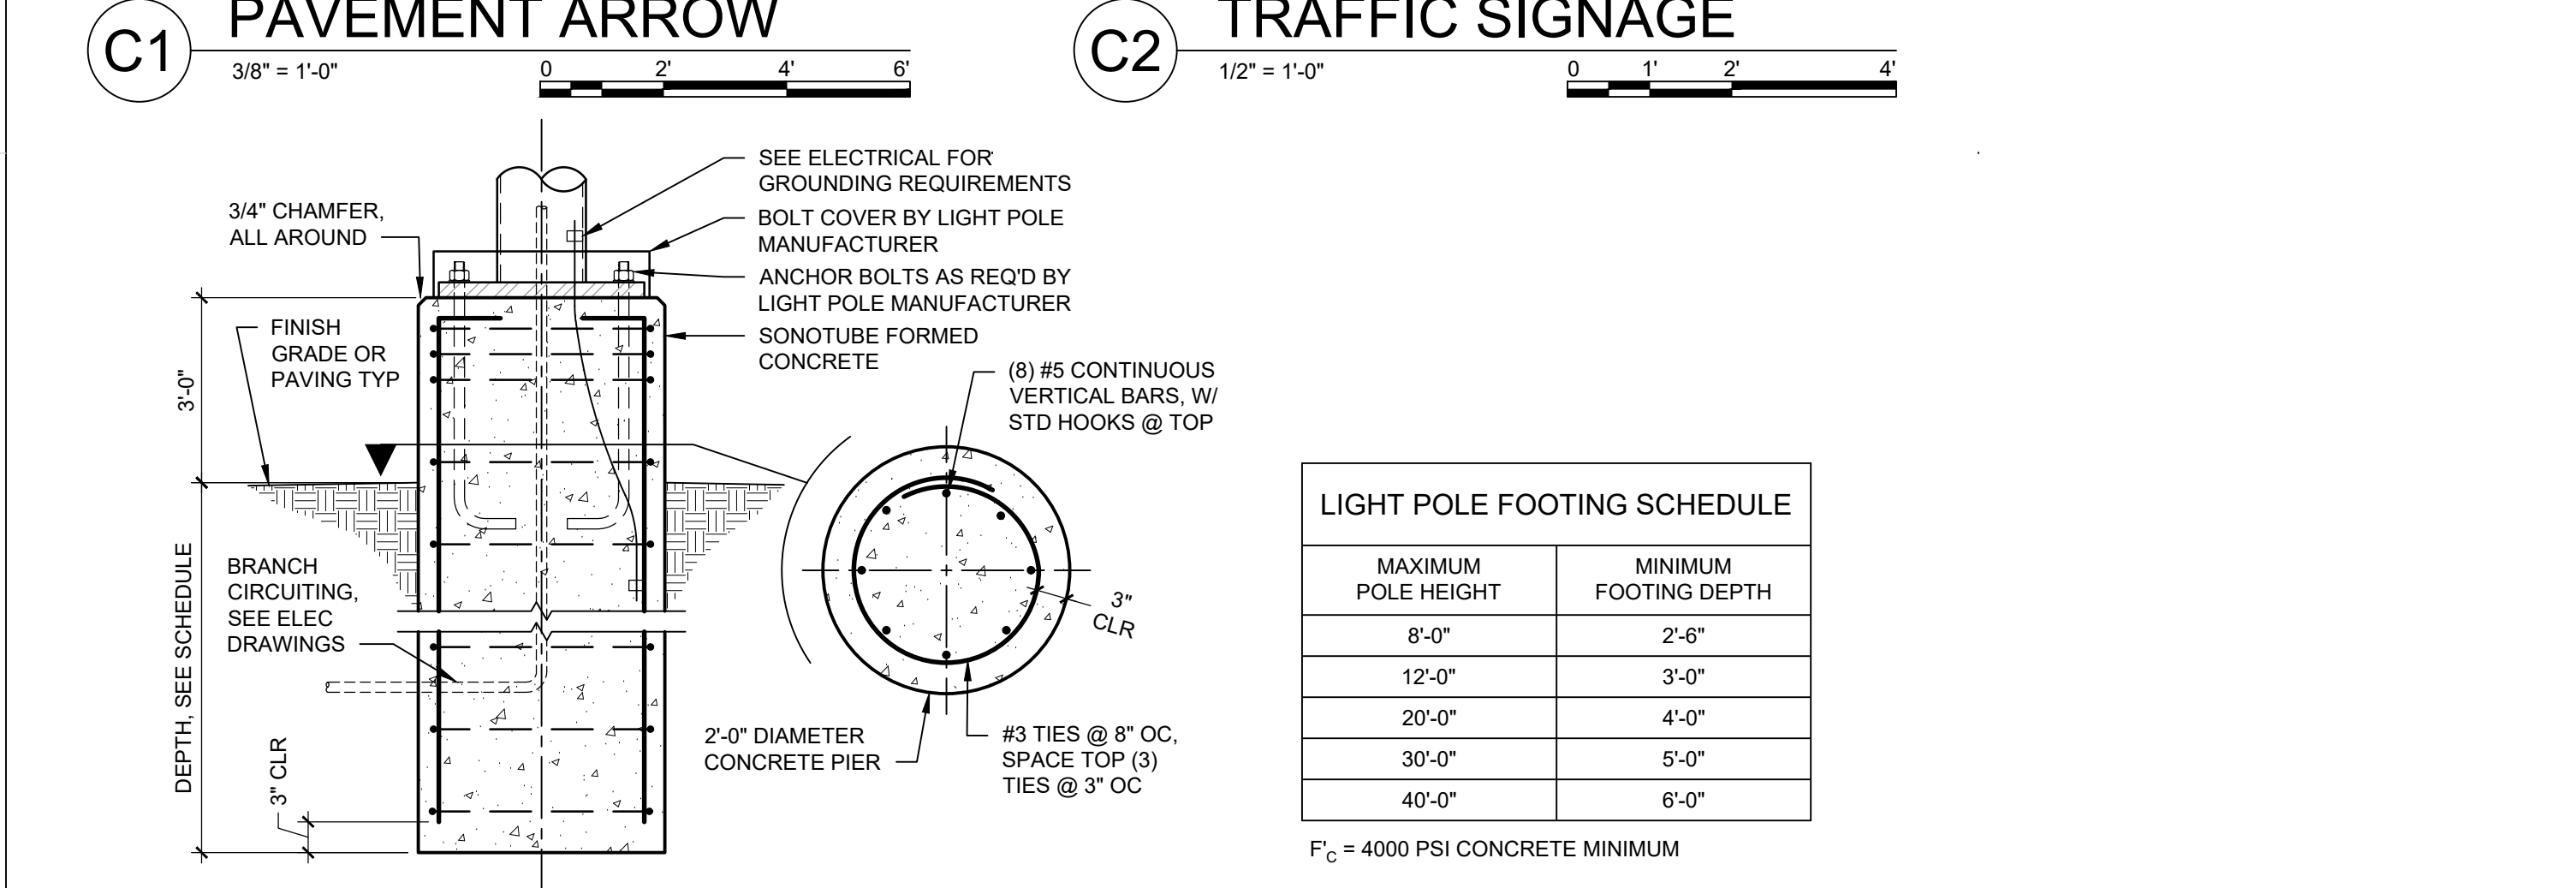 C1
PAVEMENT ARROW
3/8" = 1'-0"
0 2' 4' 6'
C2
TRAFFIC SIGNAGE
1/2" = 1'-0"
0 1' 2' 4'
SEE ELECTRICAL FOR
GROUNDING REQUIREMENTS
3/4" CHAMFER,
ALL AROUND
BOLT COVER BY LIGHT POLE
MANUFACTURER
ANCHOR BOLTS AS REQ'D BY
LIGHT POLE MANUFACTURER
FINISH
GRADE OR
PAVING TYP
SONOTUBE FORMED
CONCRETE
3'-0"
(8) #5 CONTINUOUS
VERTICAL BARS, W/
STD HOOKS @ TOP
BRANCH
CIRCUITING,
SEE ELEC
DRAWINGS
DEPTH, SEE SCHEDULE
3" CLR
3"
CLR
2'-0" DIAMETER
CONCRETE PIER
#3 TIES @ 8" OC,
SPACE TOP (3)
TIES @ 3" OC
LIGHT POLE FOOTING SCHEDULE
MAXIMUM
POLE HEIGHT
MINIMUM
FOOTING DEPTH
8'-0" 2'-6"
12'-0" 3'-0"
20'-0" 4'-0"
30'-0" 5'-0"
40'-0" 6'-0"
F'C = 4000 PSI CONCRETE MINIMUM